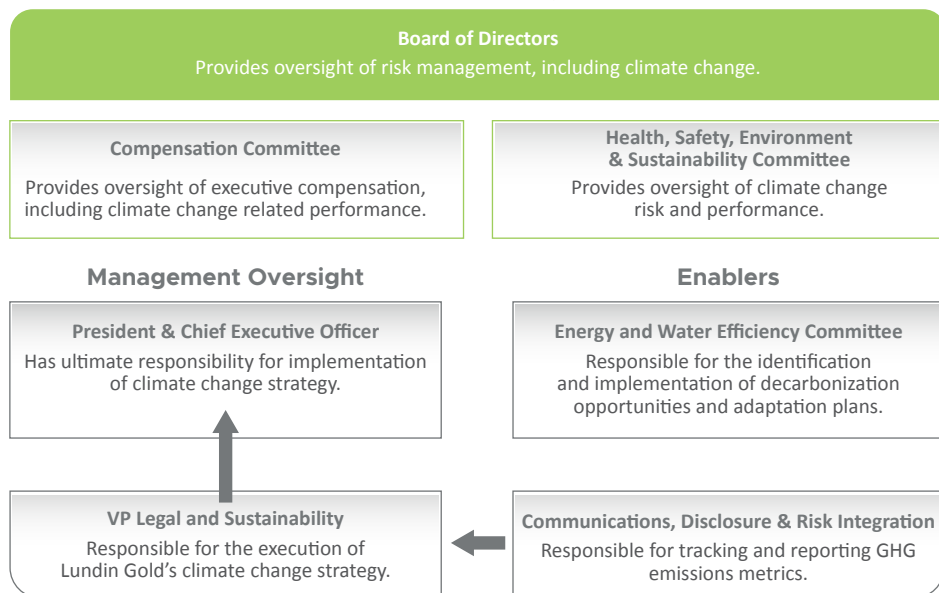 Board of Directors
Provides oversight of risk management, including climate change.
Compensation Committee
Provides oversight of executive compensation,
including climate change related performance.
Health, Safety, Environment
& Sustainability Committee
Provides oversight of climate change
risk and performance.
Management Oversight
Enablers
President & Chief Executive Officer
Has ultimate responsibility for implementation
of climate change strategy.
Energy and Water Efficiency Committee
Responsible for the identification
and implementation of decarbonization
opportunities and adaptation plans.
VP Legal and Sustainability
Responsible for the execution of
Lundin Gold’s climate change strategy.
Communications, Disclosure & Risk Integration
Responsible for tracking and reporting GHG
emissions metrics.